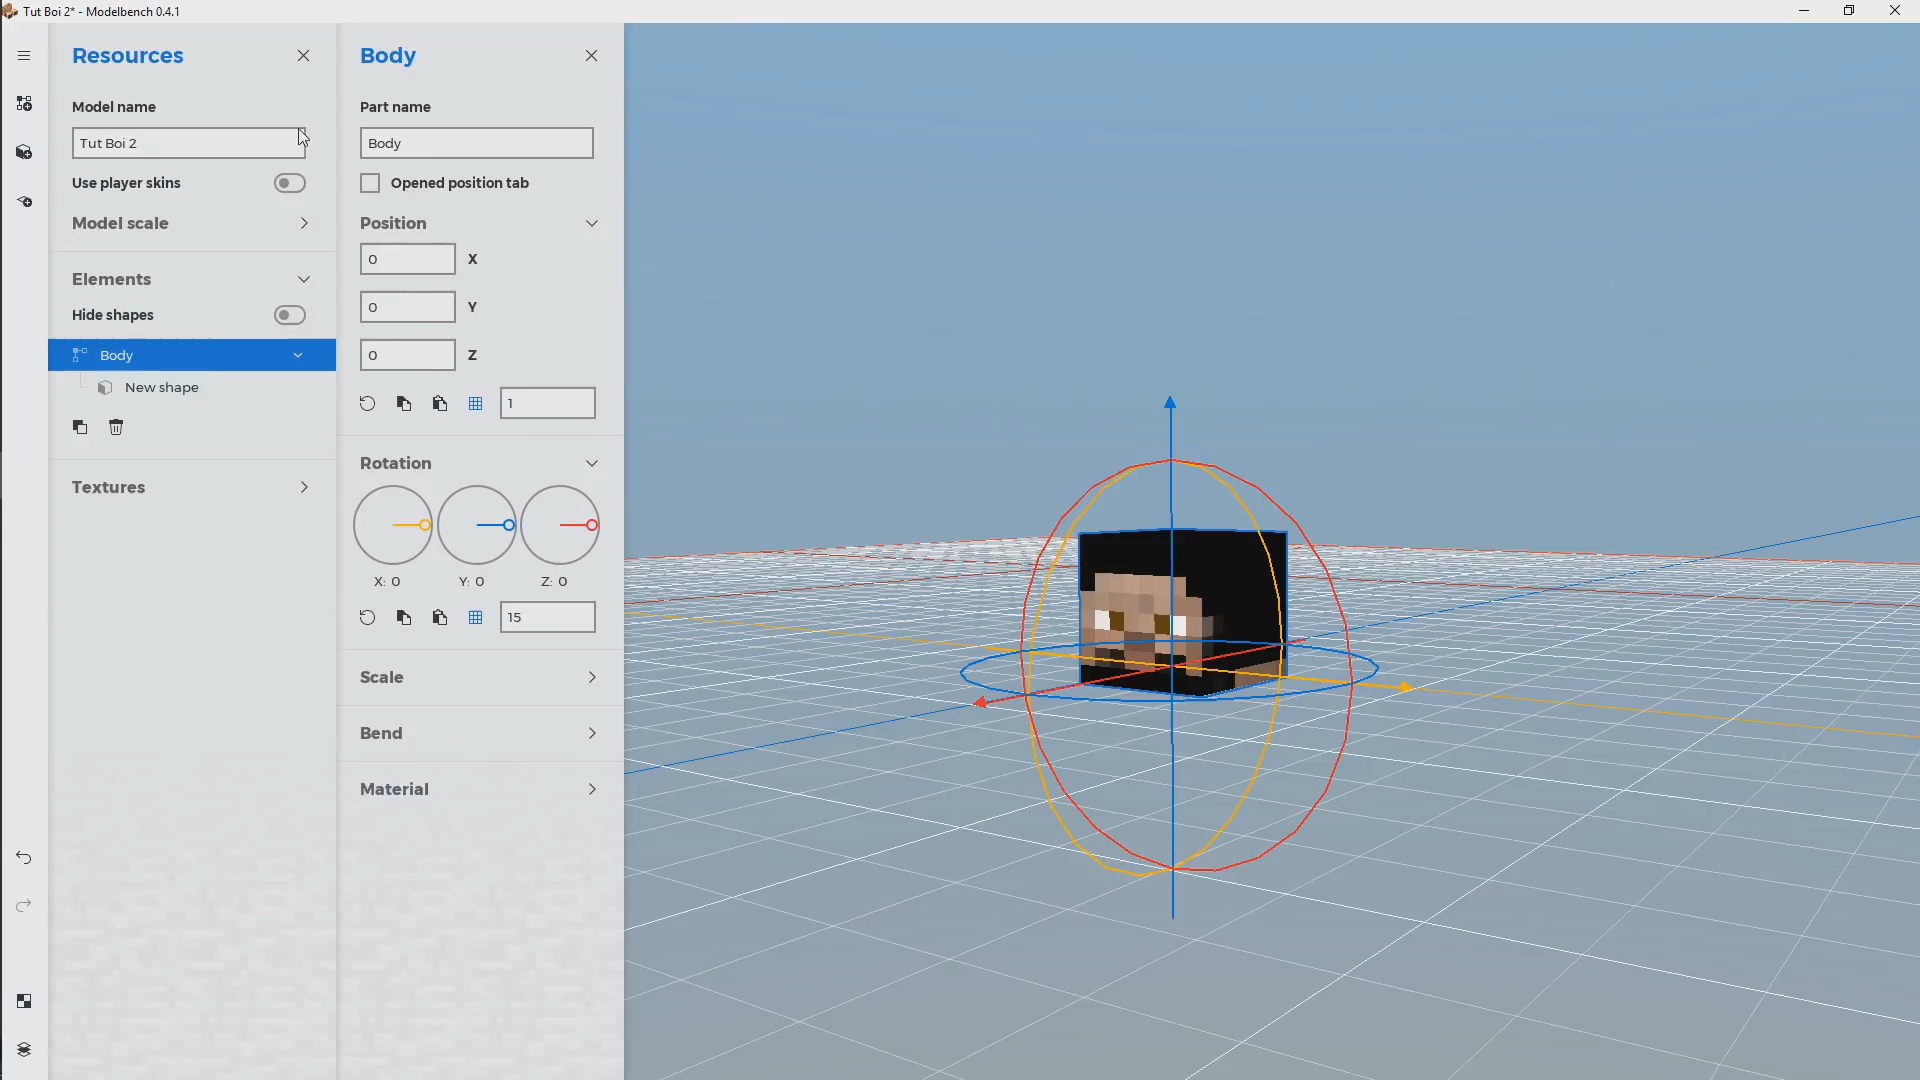 Tut Boi 2* - Modelbench 0.4.1
Resources
Model name
Tut Boi 2
Use player skins
Model scale
Elements
Hide shapes
Body
New shape
Textures
Body
Part name
Body
Opened position tab
Position
0 X
0 Y
0 Z
1
Rotation
X: 0 Y: 0 Z: 0
15
Scale
Bend
Material